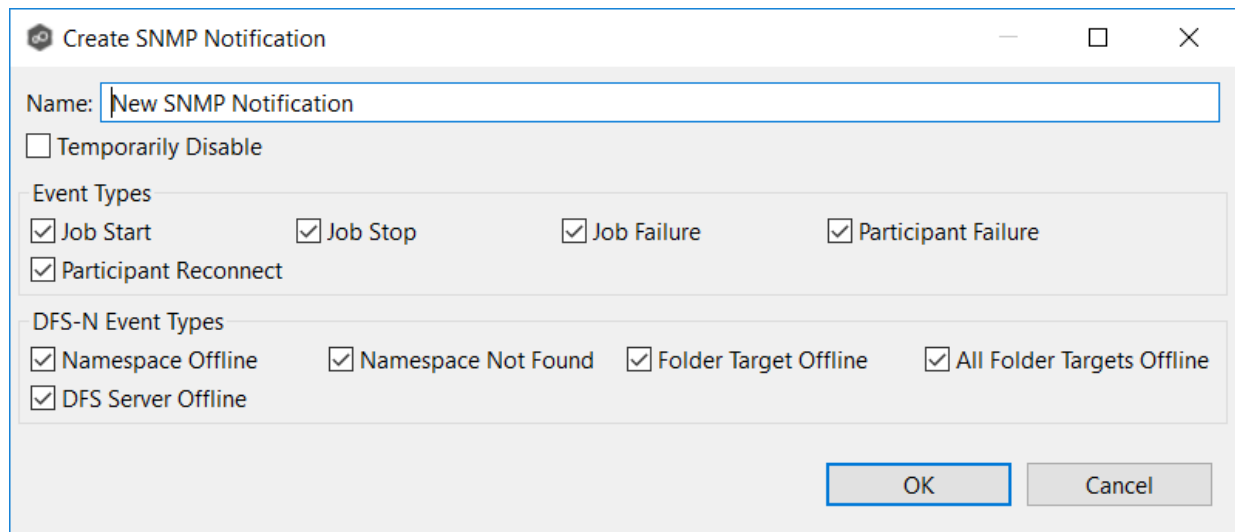 Create SNMP Notification
Name: New SNMP Notification
Temporarily Disable
Event Types
Job Start Job Stop Job Failure Participant Failure
Participant Reconnect
DFS-N Event Types
Namespace Offline Namespace Not Found Folder Target Offline All Folder Targets Offline
DFS Server Offline
OK Cancel